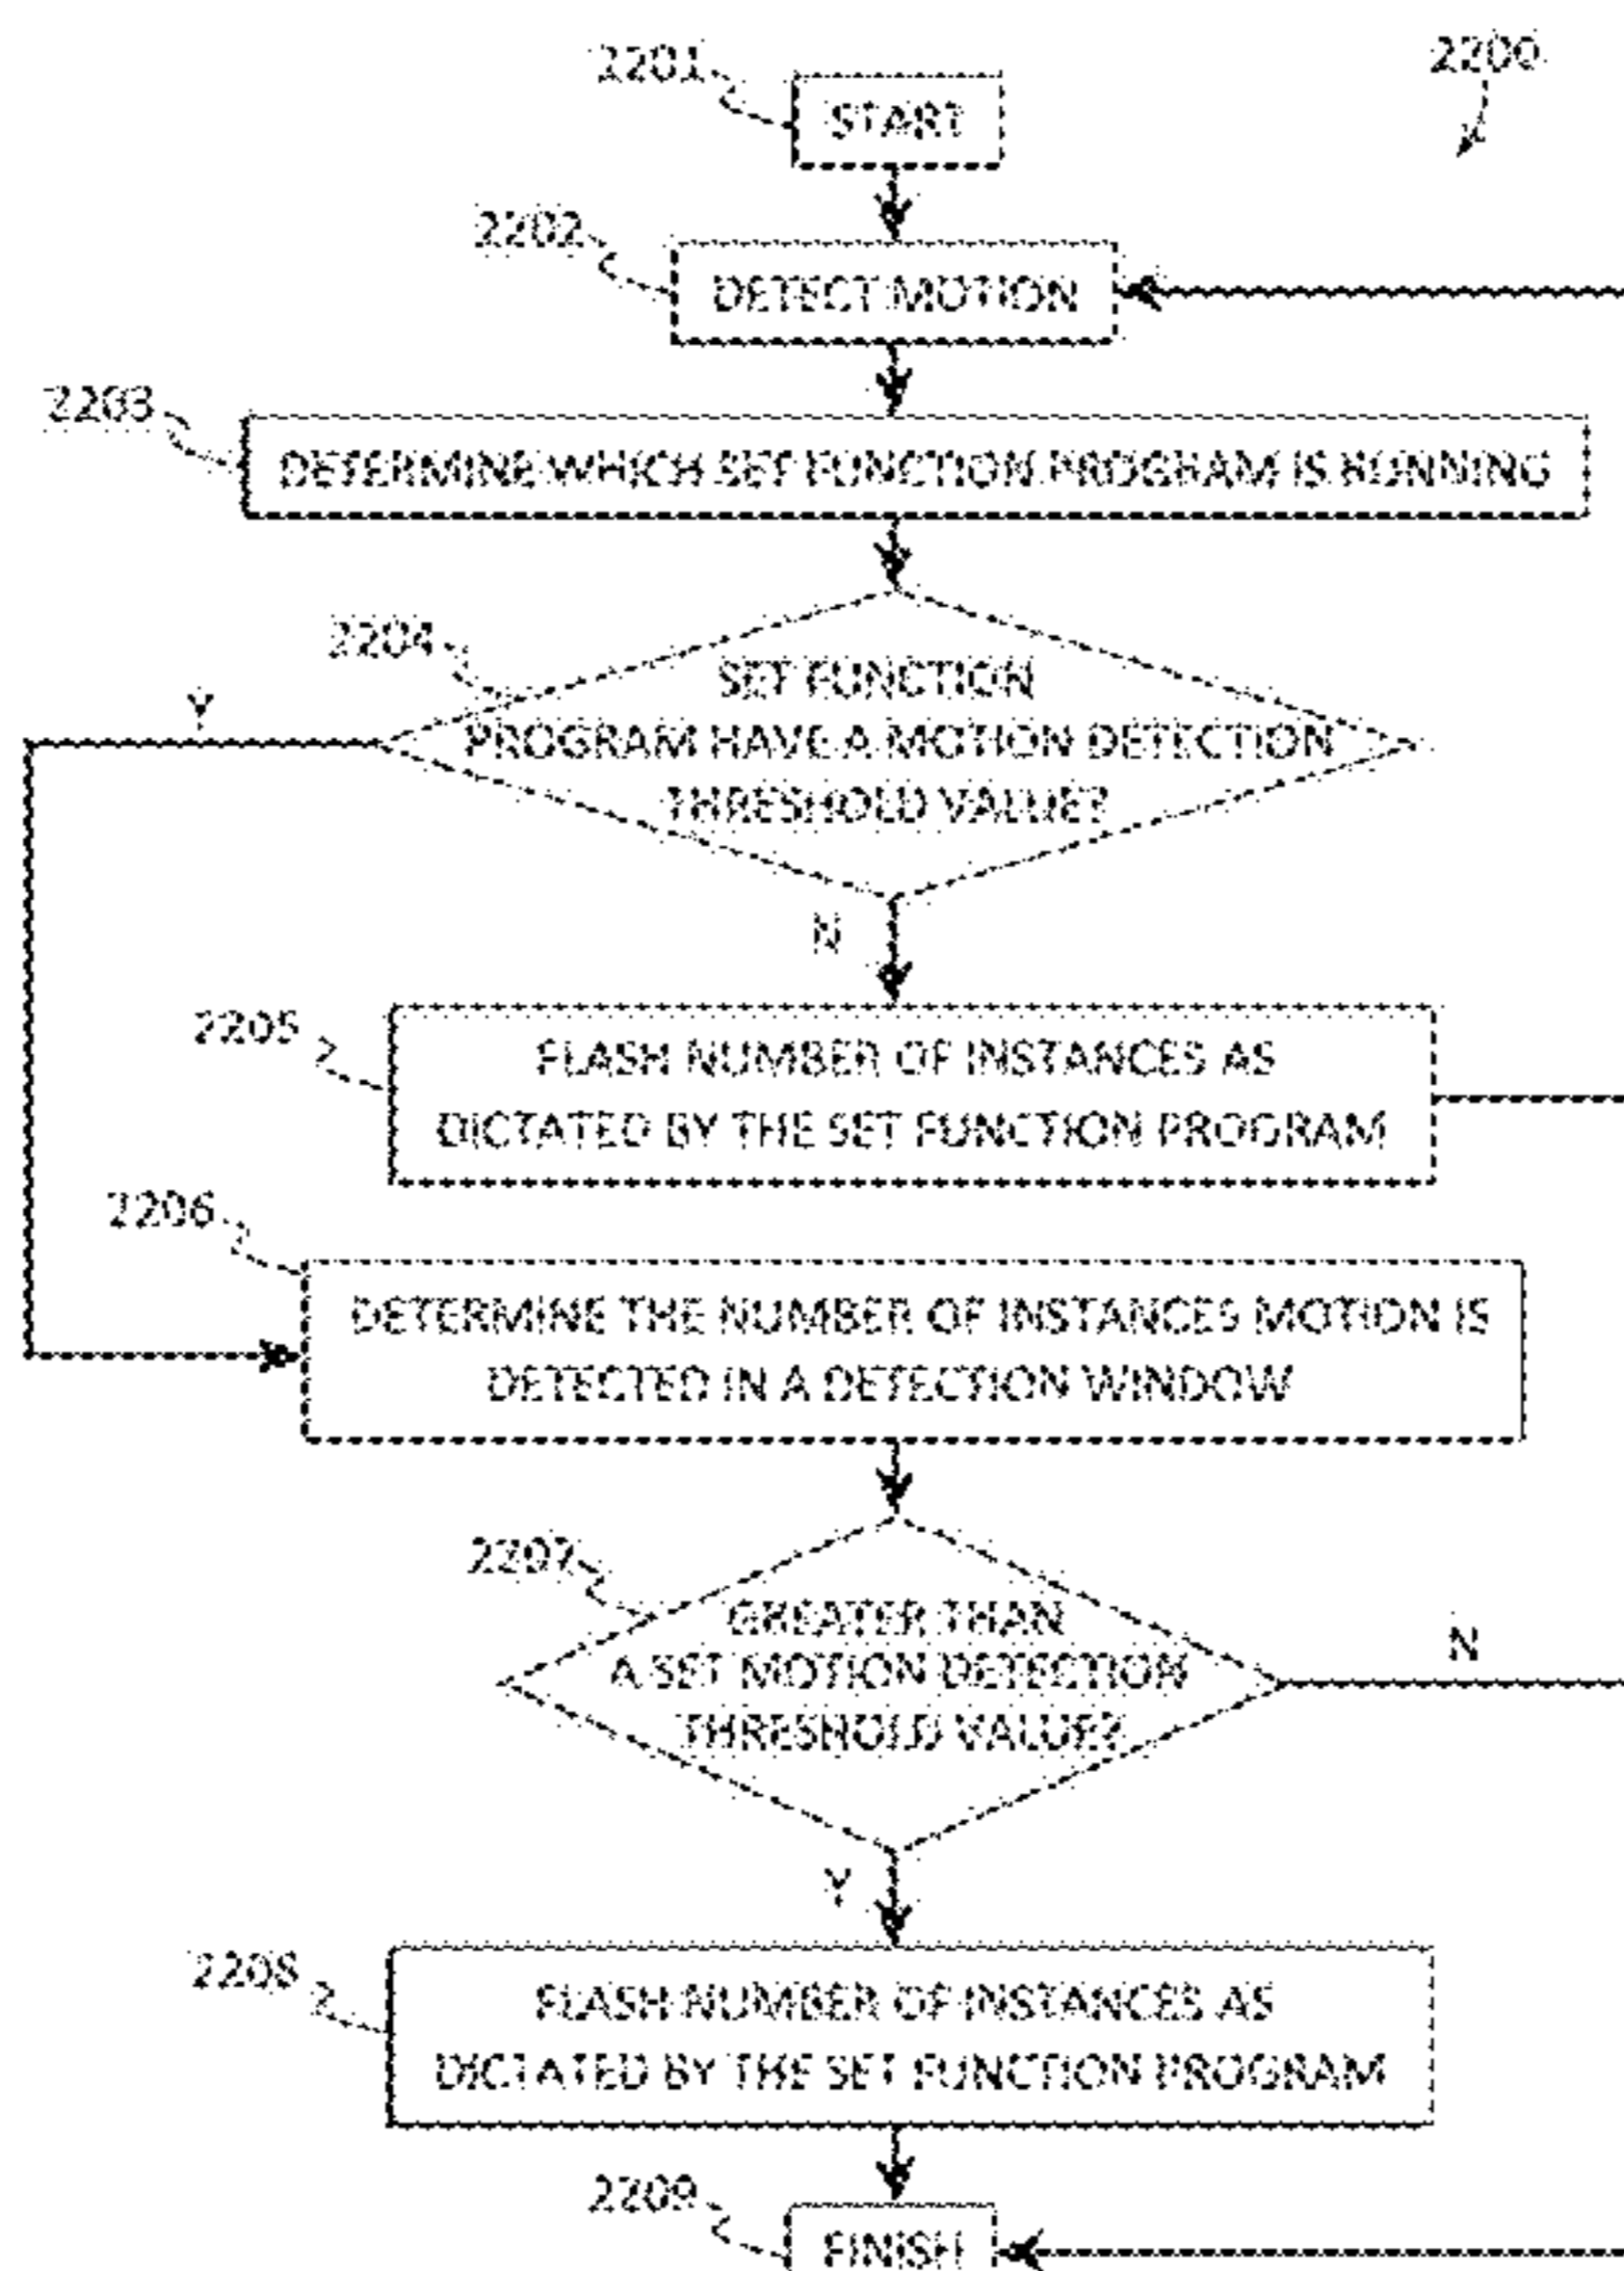 2201
2200
START
2202
DETECT MOTION
2203
DETERMINE WHICH SET FUNCTION PROGRAM IS RUNNING
2204
Y
SET FUNCTION
PROGRAM HAVE A MOTION DETECTION
THRESHOLD VALUE?
N
2205
FLASH NUMBER OF INSTANCES AS
DICTATED BY THE SET FUNCTION PROGRAM
2206
DETERMINE THE NUMBER OF INSTANCES MOTION IS
DETECTED IN A DETECTION WINDOW
2207
GREATER THAN
A SET MOTION DETECTION
THRESHOLD VALUE?
N
Y
2208
FLASH NUMBER OF INSTANCES AS
DICTATED BY THE SET FUNCTION PROGRAM
2209
FINISH